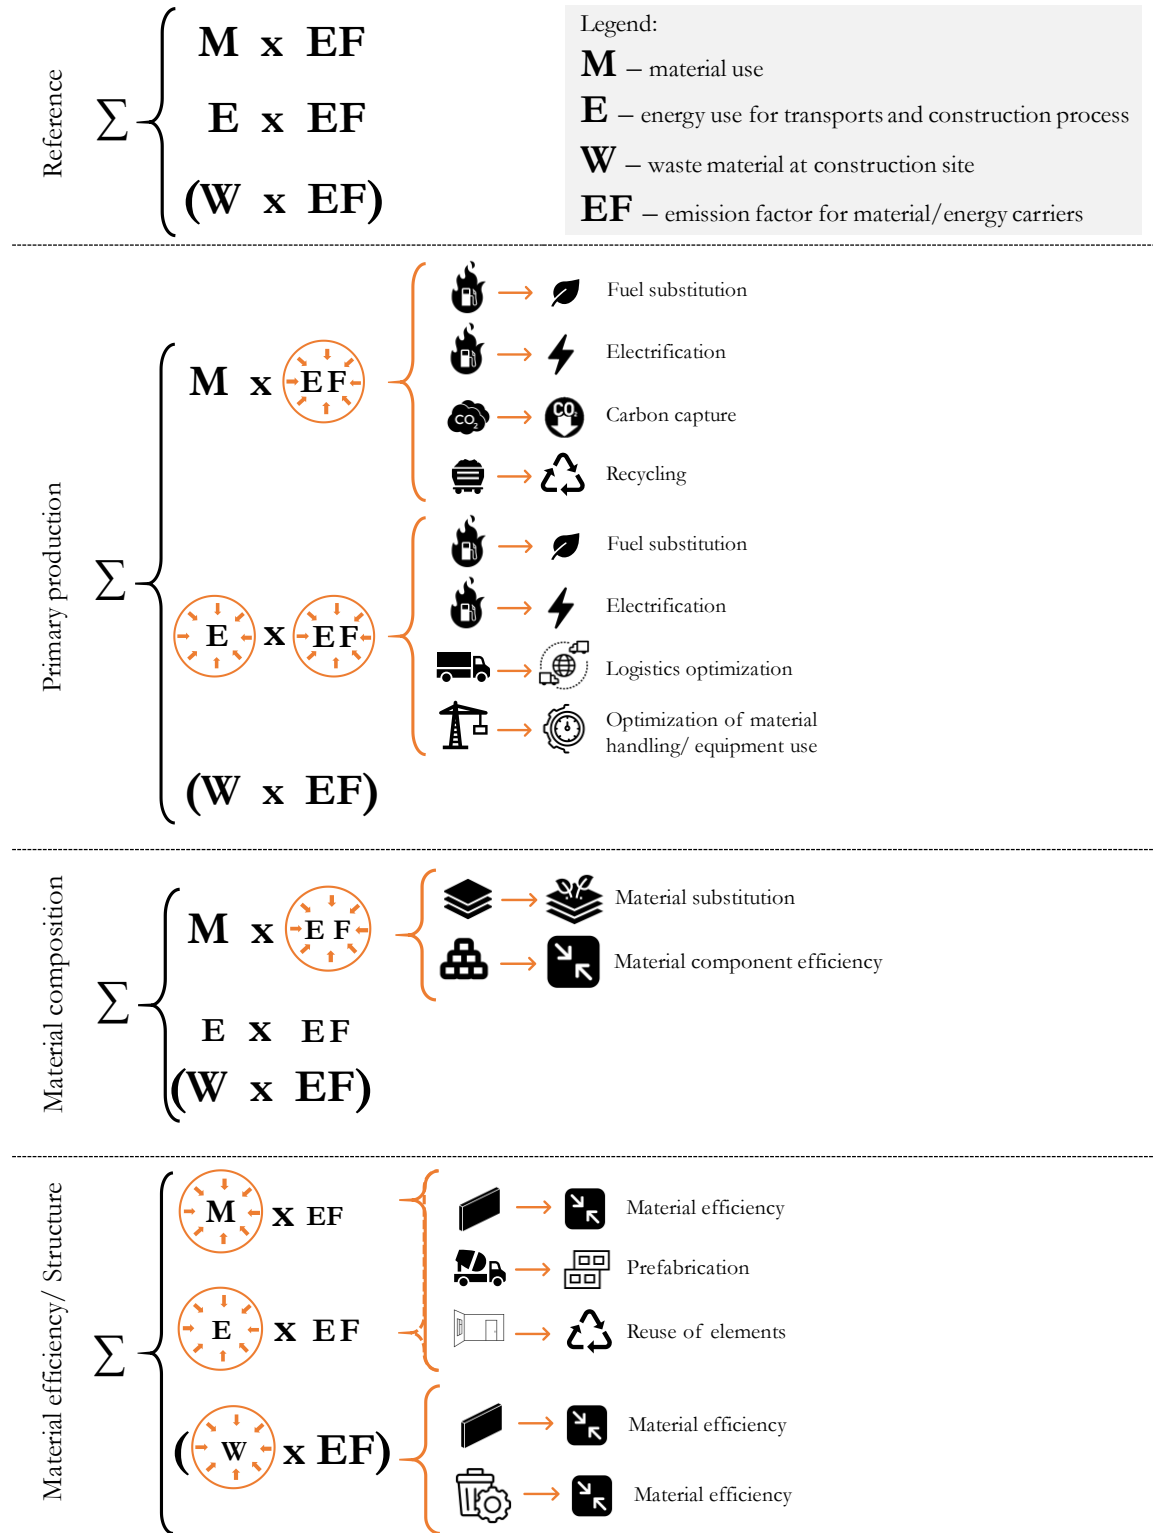 Reference
∑
M x EF
E x EF
(W x EF)
Legend:
M – material use
E – energy use for transports and construction process
W – waste material at construction site
EF – emission factor for material/energy carriers
Primary production
∑
M x EF
Fuel substitution
Electrification
CO₂ CO₂ Carbon capture
Recycling
E x EF
Fuel substitution
Electrification
Logistics optimization
Optimization of material
handling/ equipment use
(W x EF)
Material composition
∑
M x EF
Material substitution
Material component efficiency
E x EF
(W x EF)
Material efficiency/ Structure
∑
M x EF
Material efficiency
Prefabrication
E x EF
Reuse of elements
(W x EF)
Material efficiency
Material efficiency